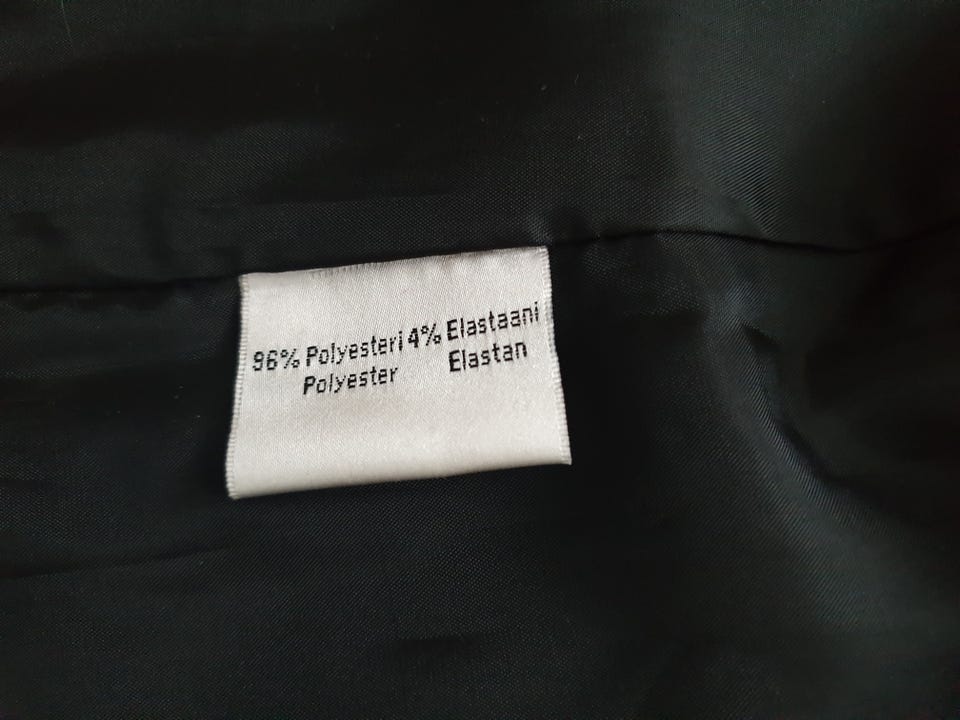 96% Polyesteri 4% Elastaani
Polyester Elastan